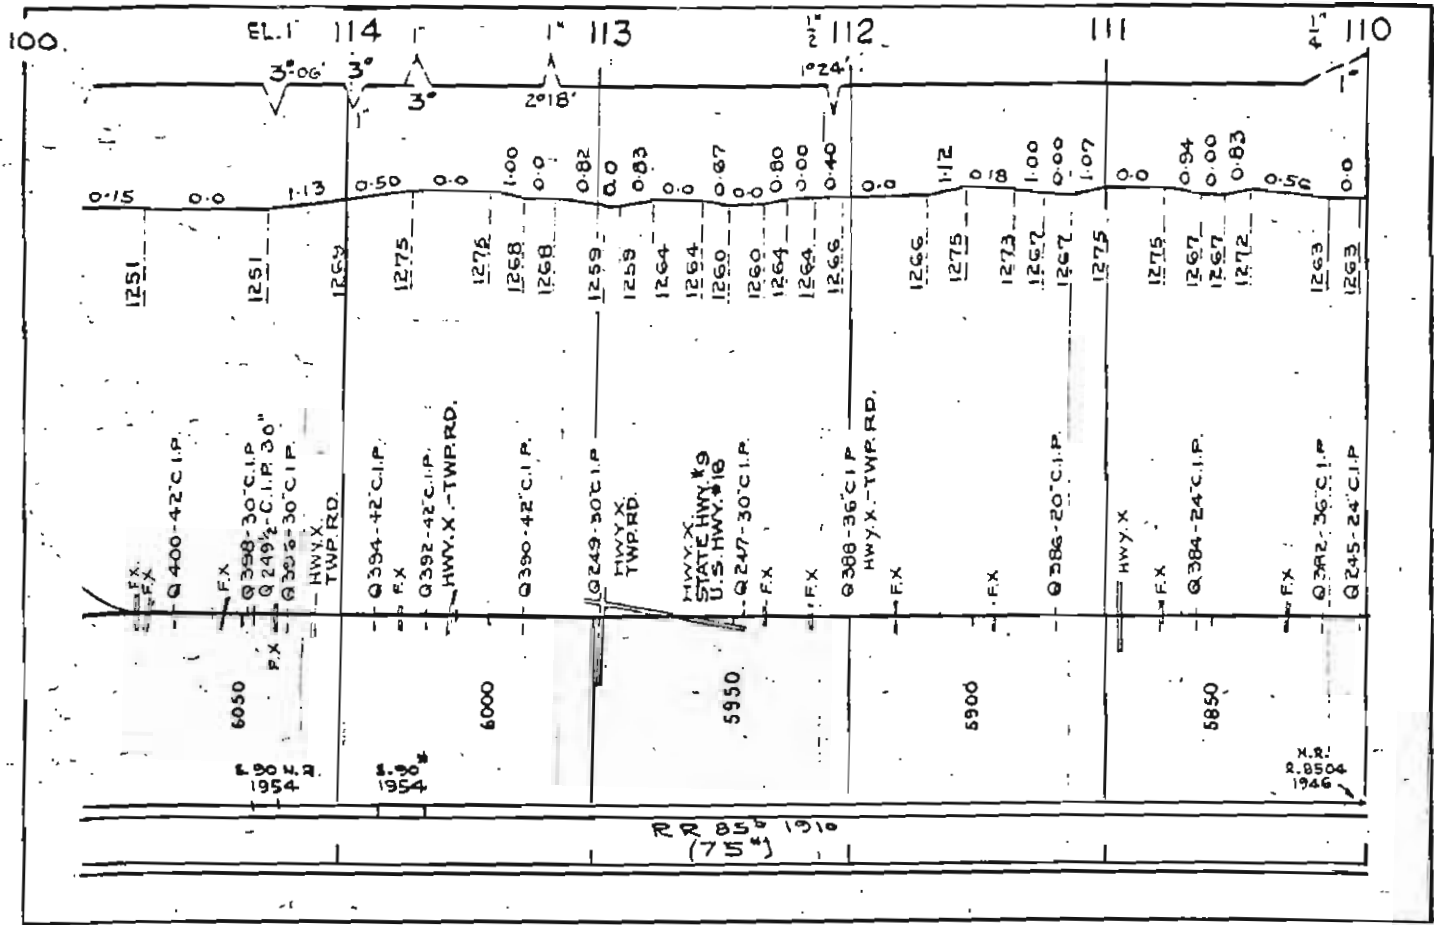 100.
EL.1"
114
1"
1"
113
1/2"
112
111
1"
110
3°-06'
3°
1"
3°
2°18'
1°24'
1°
0.15
0.0
1.13
0.50
0.0
1.00
0.0
0.82
0.0
0.83
0.0
0.67
0.0
0.80
0.00
0.40
0.0
1.12
0.18
1.00
0.00
1.07
0.0
0.94
0.00
0.83
0.50
0.0
1251
1251
1269
1275
1275
1268
1268
1259
1259
1264
1264
1260
1260
1264
1264
1266
1266
1275
1273
1267
1267
1275
1275
1267
1267
1272
1263
1263
F.X.
F.X
Q 400-42"C.I.P.
F.X
Q 398-30"C.I.P
Q 249½-C.I.P. 30"
F.X
Q 396-30"C.I.P.
HWY.X.
TWP.RD.
Q 394-42"C.I.P.
F.X
Q 392-42"C.I.P.
HWY.X.-TWP.RD.
Q 390-42"C.I.P.
Q 249-30"C.I.P
HWY X.
TWP.RD.
HWY.X.
STATE HWY.#9
U.S. HWY.#18
Q 247-30"C.I.P.
F.X
F.X
Q 388-36"C.I.P
HWY.X.-TWP.RD.
F.X
F.X
Q 386-20"C.I.P.
HWY.X
F.X
Q 384-24"C.I.P.
F.X
Q 382-36"C.I.P
Q 245-24"C.I.P
6050
6000
5950
5900
5850
1954
1954
R.8504
1946
RR 85# 1910
(75#)